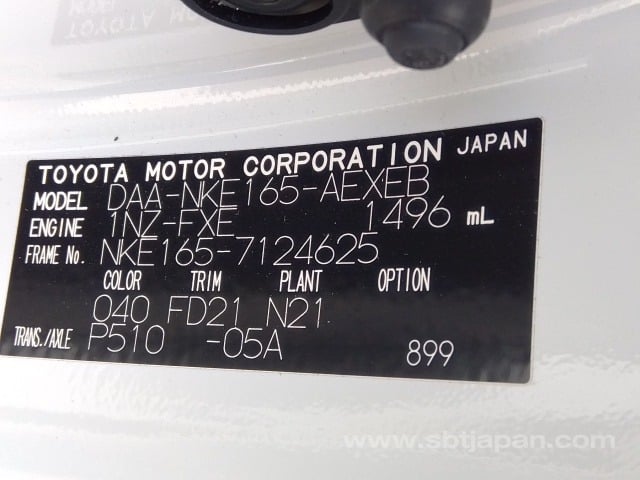 TOYOTA MOTOR CORPORATION JAPAN
MODEL DAA-NKE165-AEXEB
ENGINE 1NZ-FXE 1496 mL
FRAME No. NKE165-7124625
COLOR TRIM PLANT OPTION
040 FD21 N21
TRANS./AXLE P510 -05A 899
www.sbtjapan.com